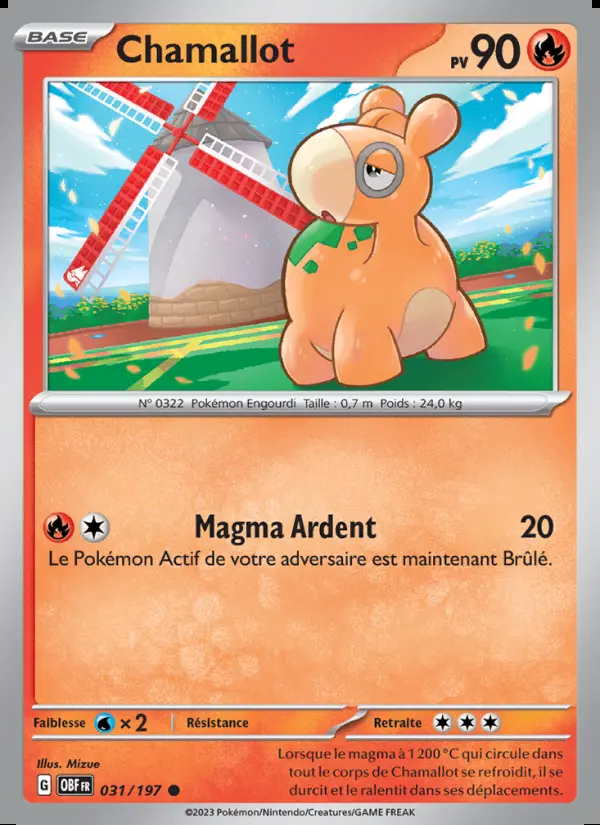 BASE
Chamallot
PV 90
N° 0322 Pokémon Engourdi Taille : 0,7 m Poids : 24,0 kg
Magma Ardent 20
Le Pokémon Actif de votre adversaire est maintenant Brûlé.
Faiblesse ×2 Résistance Retraite
Illus. Mizue
G OBF FR 031/197
Lorsque le magma à 1 200 °C qui circule dans
tout le corps de Chamallot se refroidit, il se
durcit et le ralentit dans ses déplacements.
©2023 Pokémon/Nintendo/Creatures/GAME FREAK